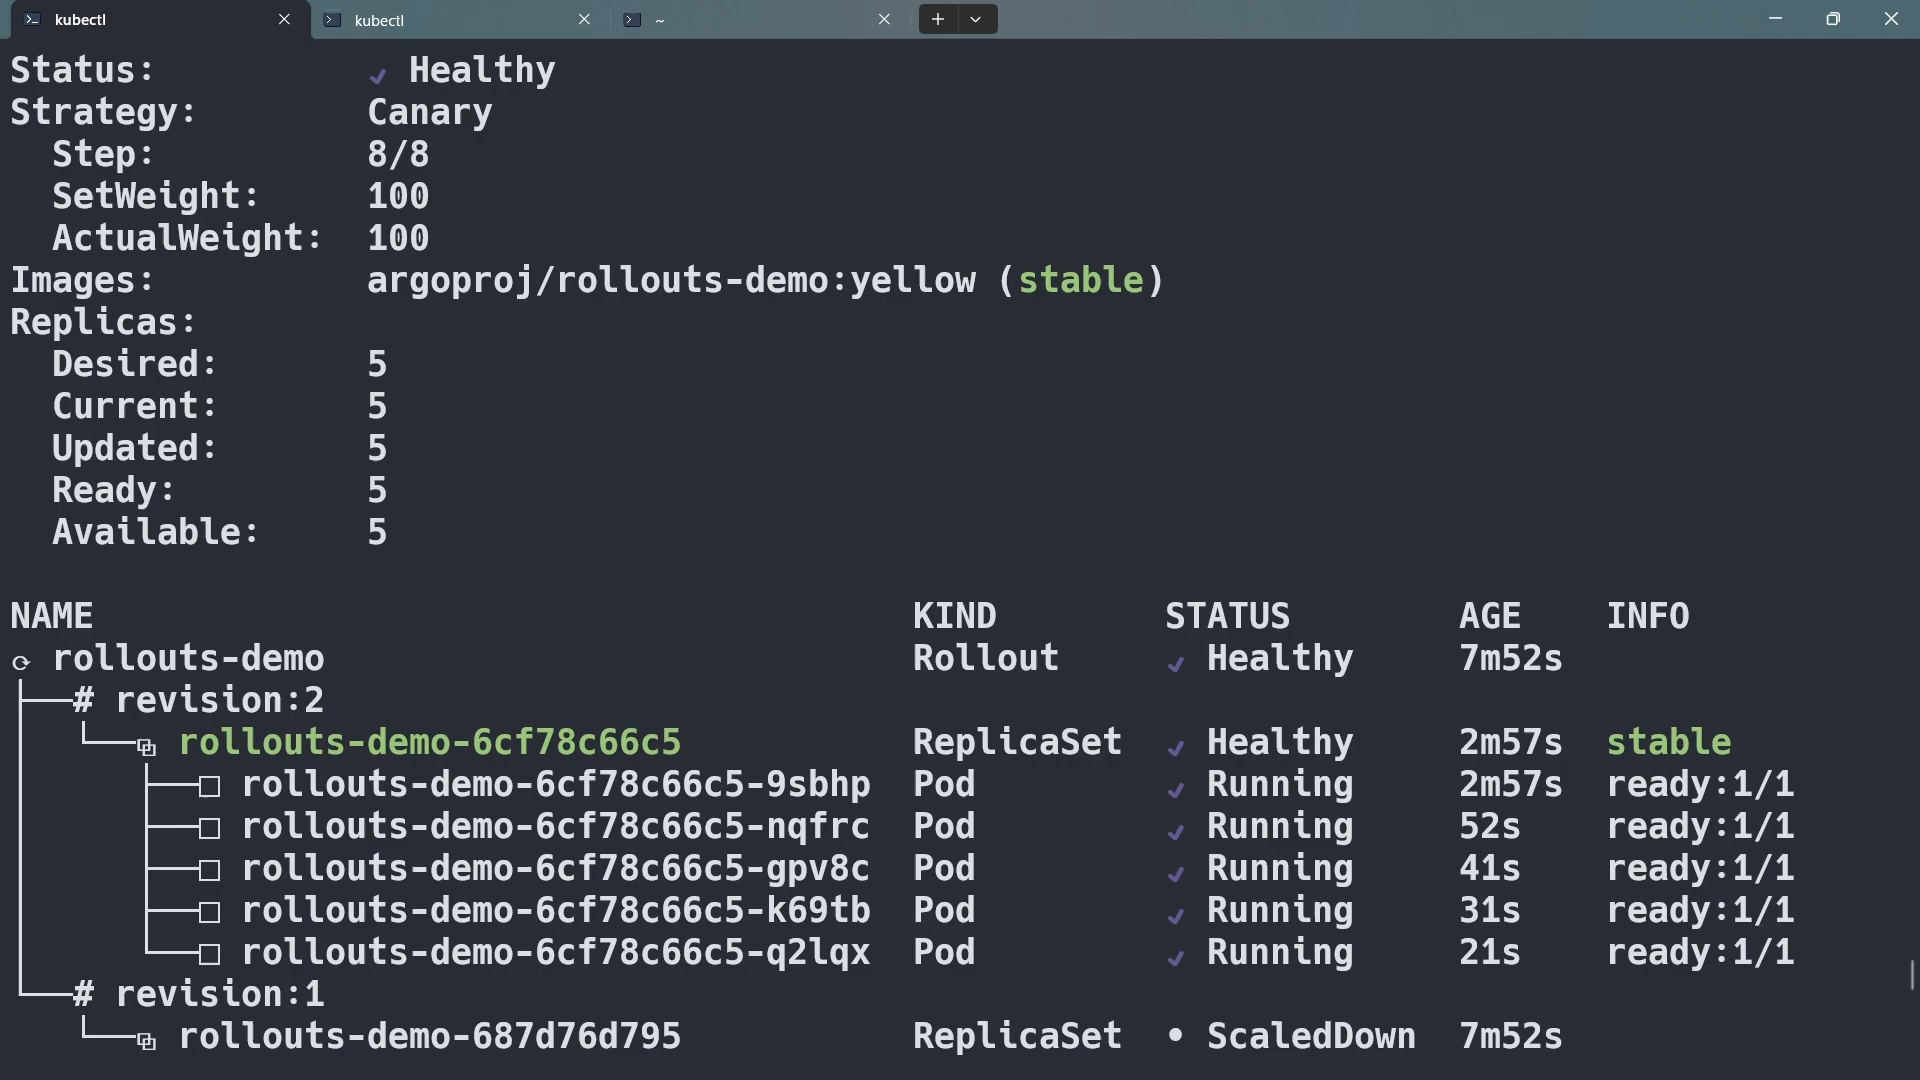 kubectl kubectl ~
Status: ✔ Healthy
Strategy: Canary
Step: 8/8
SetWeight: 100
ActualWeight: 100
Images: argoproj/rollouts-demo:yellow (stable)
Replicas:
Desired: 5
Current: 5
Updated: 5
Ready: 5
Available: 5
NAME KIND STATUS AGE INFO
⟳ rollouts-demo Rollout ✔ Healthy 7m52s
├──# revision:2
│  └──⧉ rollouts-demo-6cf78c66c5 ReplicaSet ✔ Healthy 2m57s stable
│     ├──□ rollouts-demo-6cf78c66c5-9sbhp Pod ✔ Running 2m57s ready:1/1
│     ├──□ rollouts-demo-6cf78c66c5-nqfrc Pod ✔ Running 52s ready:1/1
│     ├──□ rollouts-demo-6cf78c66c5-gpv8c Pod ✔ Running 41s ready:1/1
│     ├──□ rollouts-demo-6cf78c66c5-k69tb Pod ✔ Running 31s ready:1/1
│     └──□ rollouts-demo-6cf78c66c5-q2lqx Pod ✔ Running 21s ready:1/1
└──# revision:1
   └──⧉ rollouts-demo-687d76d795 ReplicaSet • ScaledDown 7m52s